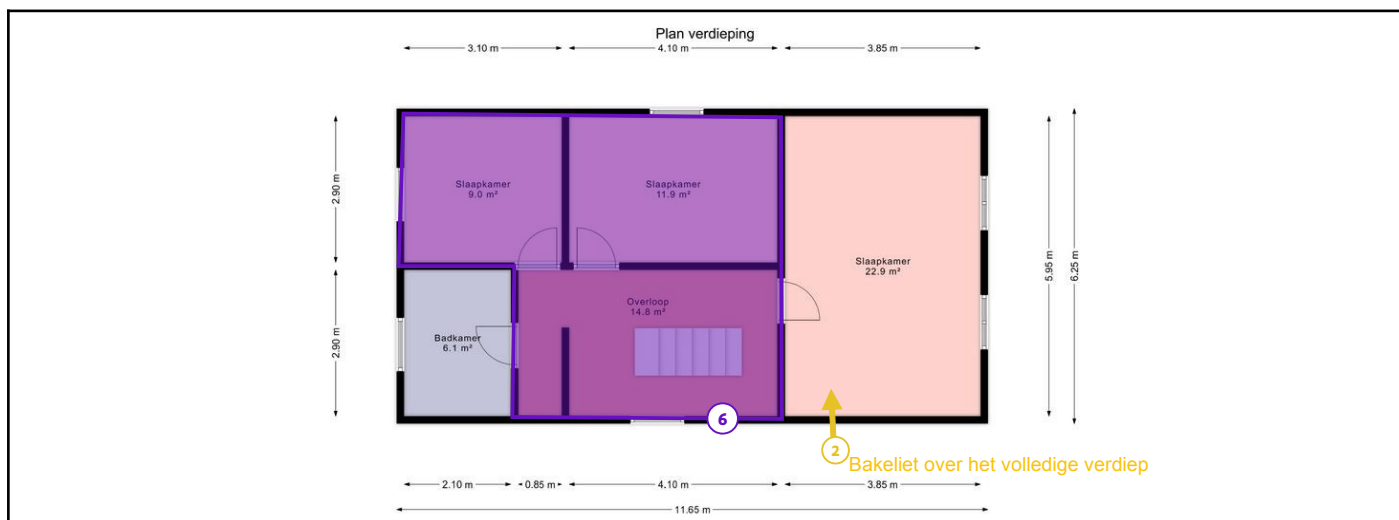 Plan verdieping
3.10 m
4.10 m
3.85 m
Slaapkamer
9.0 m²
Slaapkamer
11.9 m²
2.90 m
Slaapkamer
22.9 m²
5.95 m
6.25 m
Overloop
14.8 m²
Badkamer
6.1 m²
2.90 m
6
2
Bakeliet over het volledige verdiep
2.10 m
0.85 m
4.10 m
3.85 m
11.65 m